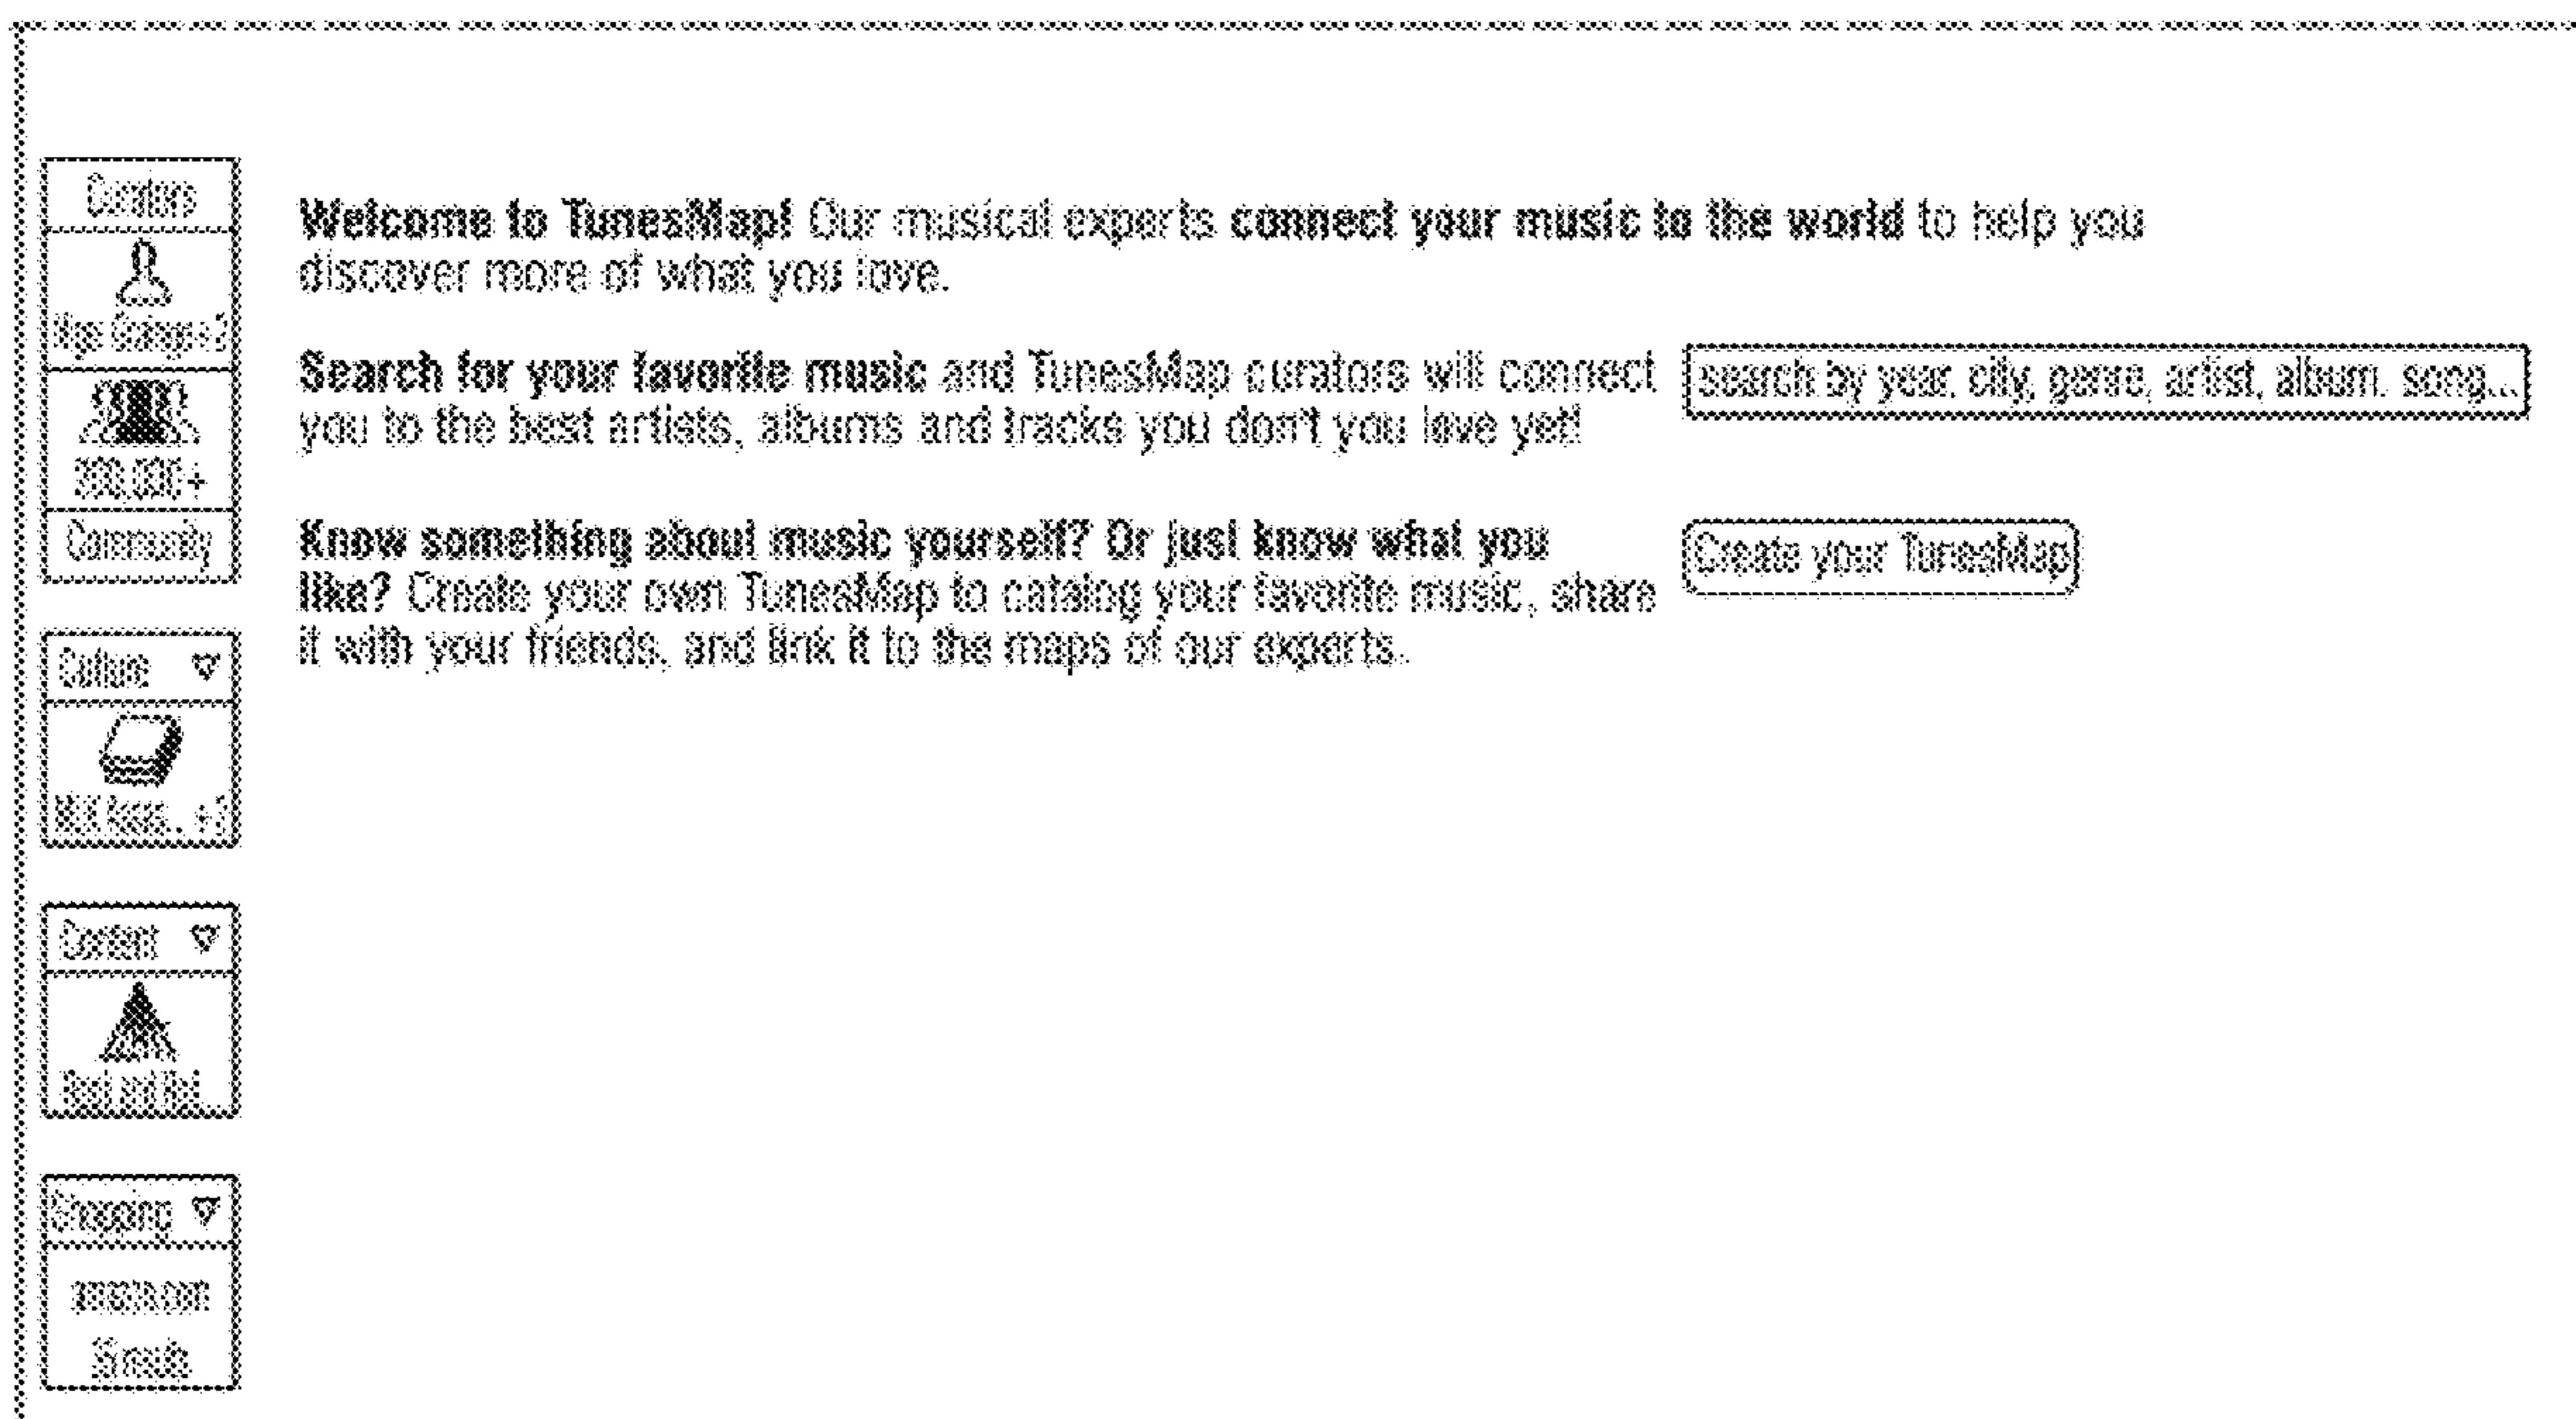 Curators
200,000+
Community
Culture
Content
Shopping
amazon.com
Welcome to TunesMap! Our musical experts connect your music to the world to help you
discover more of what you love.
Search for your favorite music and TunesMap curators will connect
you to the best artists, albums and tracks you don't you love yet!
search by year, city, genre, artist, album. song...
Know something about music yourself? Or just know what you
like? Create your own TunesMap to catalog your favorite music, share
it with your friends, and link it to the maps of our experts.
Create your TunesMap